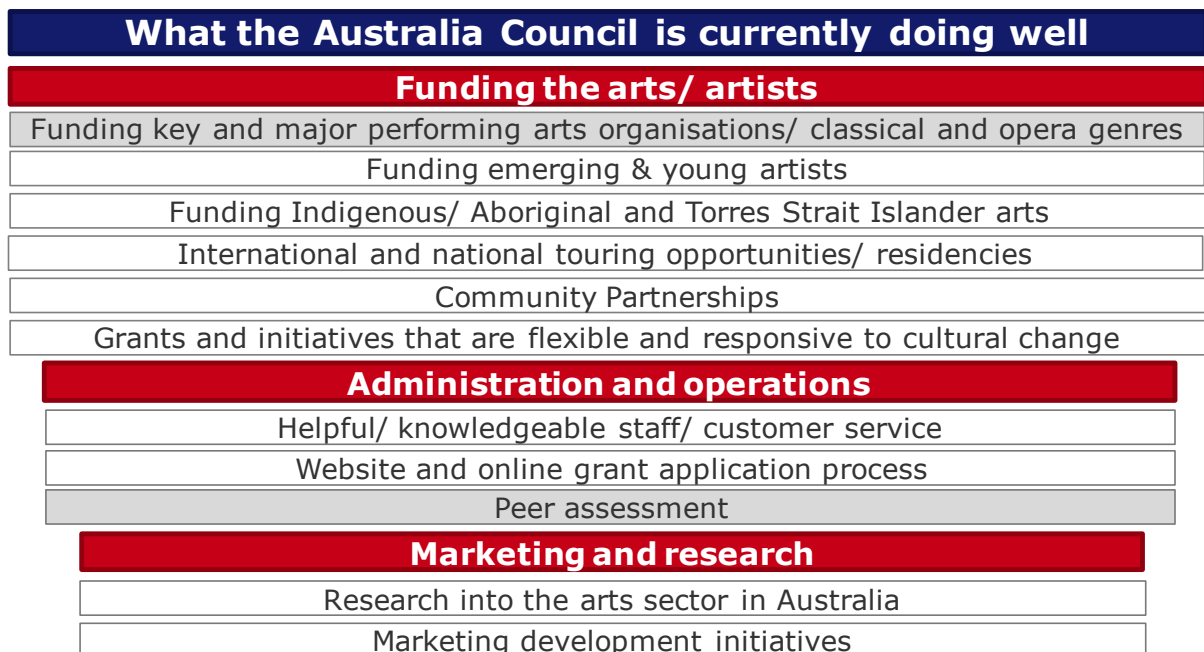 What the Australia Council is currently doing well
Funding the arts/ artists
Funding key and major performing arts organisations/ classical and opera genres
Funding emerging & young artists
Funding Indigenous/ Aboriginal and Torres Strait Islander arts
International and national touring opportunities/ residencies
Community Partnerships
Grants and initiatives that are flexible and responsive to cultural change
Administration and operations
Helpful/ knowledgeable staff/ customer service
Website and online grant application process
Peer assessment
Marketing and research
Research into the arts sector in Australia
Marketing development initiatives